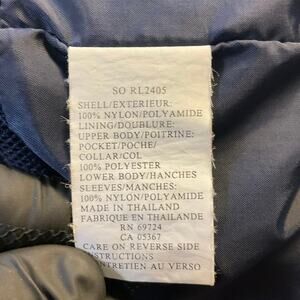 SO RL2405
SHELL/EXTERIEUR:
100% NYLON/POLYAMIDE
LINING/DOUBLURE:
UPPER BODY/POITRINE:
POCKET/POCHE/
COLLAR/COL
100% POLYESTER
LOWER BODY/HANCHES
SLEEVES/MANCHES:
100% NYLON/POLYAMIDE
MADE IN THAILAND
FABRIQUE EN THAILANDE
RN 69724
CA 05367
CARE ON REVERSE SIDE
INSTRUCTIONS
ENTRETIEN AU VERSO